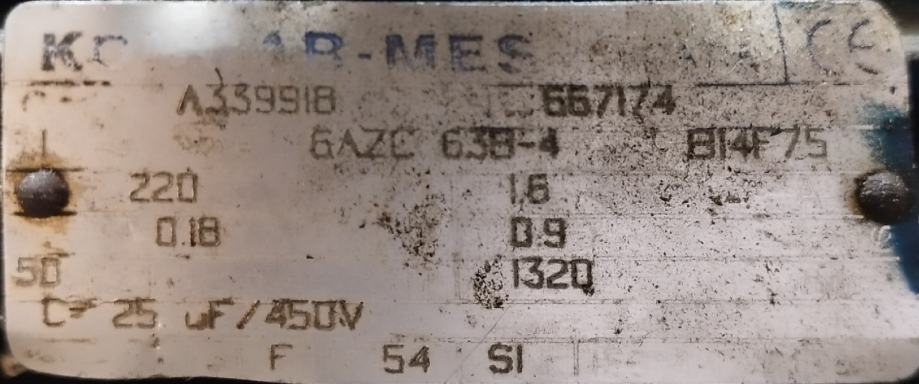 AR-MES CE
A339918 667174
1 6AZC 63B-4 B14F75
220 1.6
0.18 0.9
50 1320
C= 25 uF/450V
F 54 S1